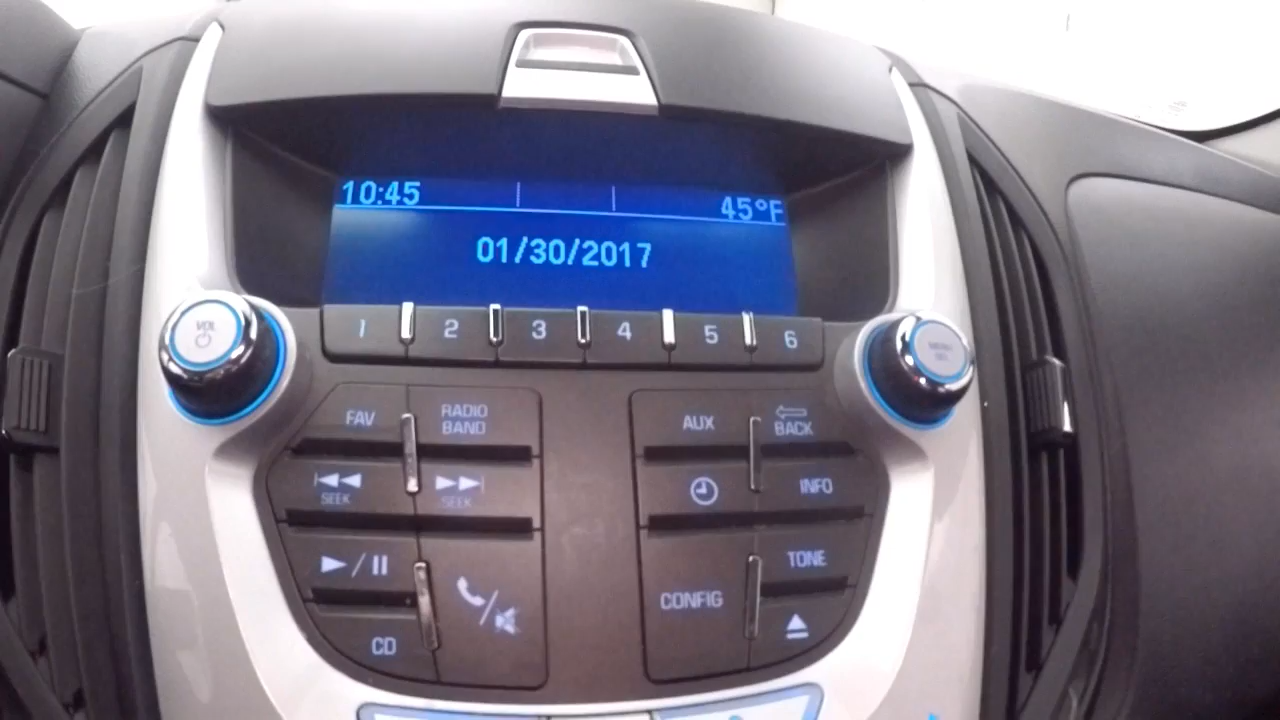 10:45
45°F
01/30/2017
VOL
1 2 3 4 5 6
FAV
RADIO
BAND
AUX
BACK
SEEK
SEEK
INFO
TONE
CONFIG
CD